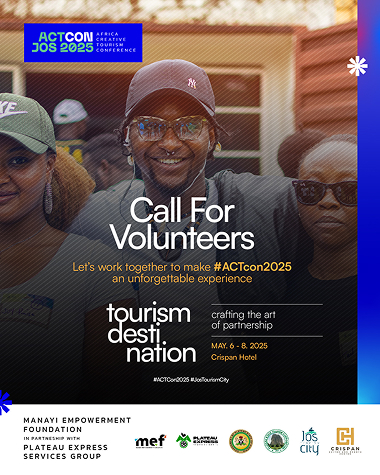 ACTCON
JOS 2025
AFRICA
CREATIVE
TOURISM
CONFERENCE
Call For
Volunteers
Let's work together to make #ACTcon2025
an unforgettable experience
tourism
desti
nation
crafting the art
of partnership
MAY. 6 - 8. 2025
Crispan Hotel
#ACTCon2025 #JosTourismCity
MANAYI EMPOWERMENT
FOUNDATION
IN PARTNESHIP WITH
PLATEAU EXPRESS
SERVICES GROUP
mef
PLATEAU
EXPRESS
Jos
city
CH
CRISPAN